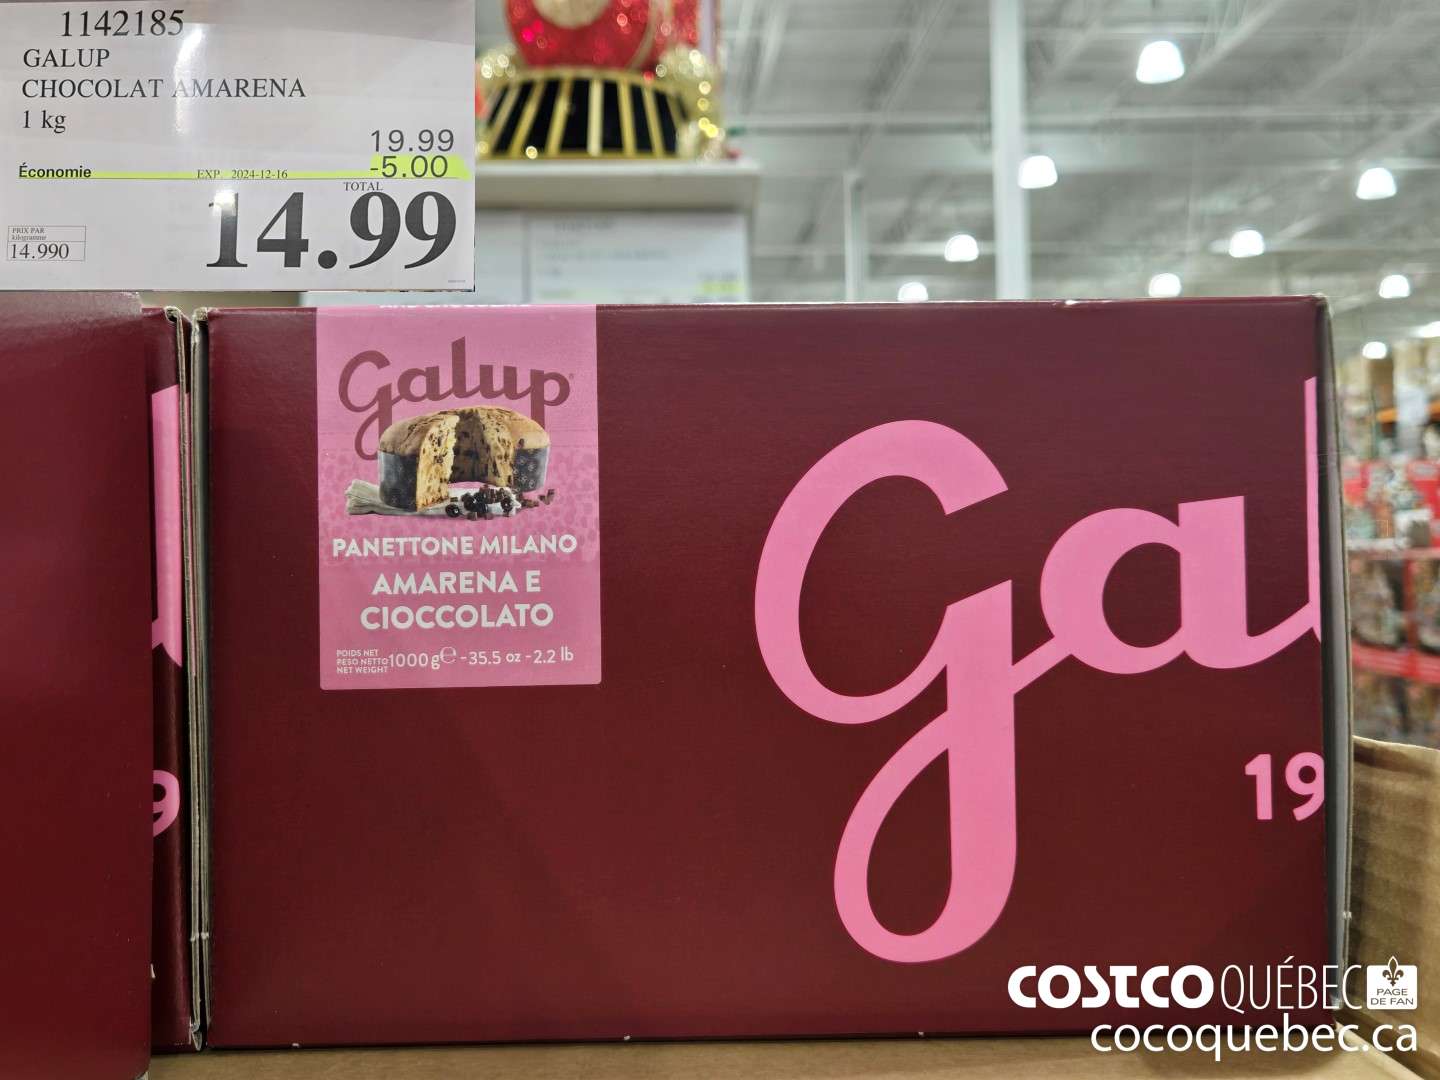 1142185
GALUP
CHOCOLAT AMARENA
1 kg
19.99
Économie
EXP. 2024-12-16
-5.00
TOTAL
14.99
PRIX PAR
kilogramme
14.990
Galup
PANETTONE MILANO
AMARENA E
CIOCCOLATO
POIDS NET
PESO NETTO
NET WEIGHT
1000 g e - 35.5 oz - 2.2 lb
Gal
19
9
COSTCO QUÉBEC
PAGE
DE FAN
cocoquebec.ca